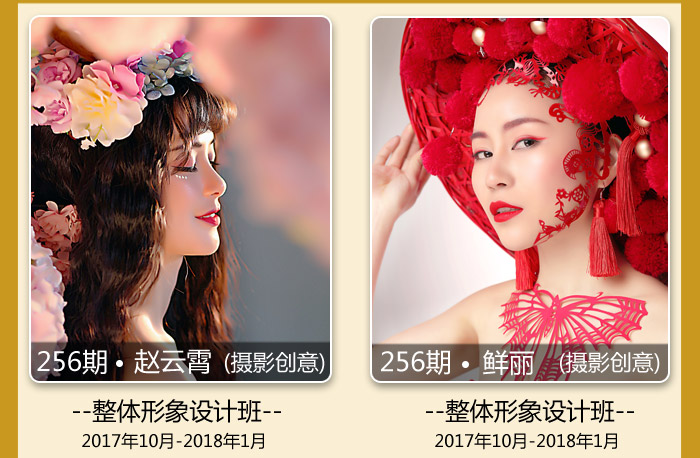 256期 • 赵云霄 (摄影创意)
256期 • 鲜丽 (摄影创意)
--整体形象设计班--
--整体形象设计班--
2017年10月-2018年1月
2017年10月-2018年1月